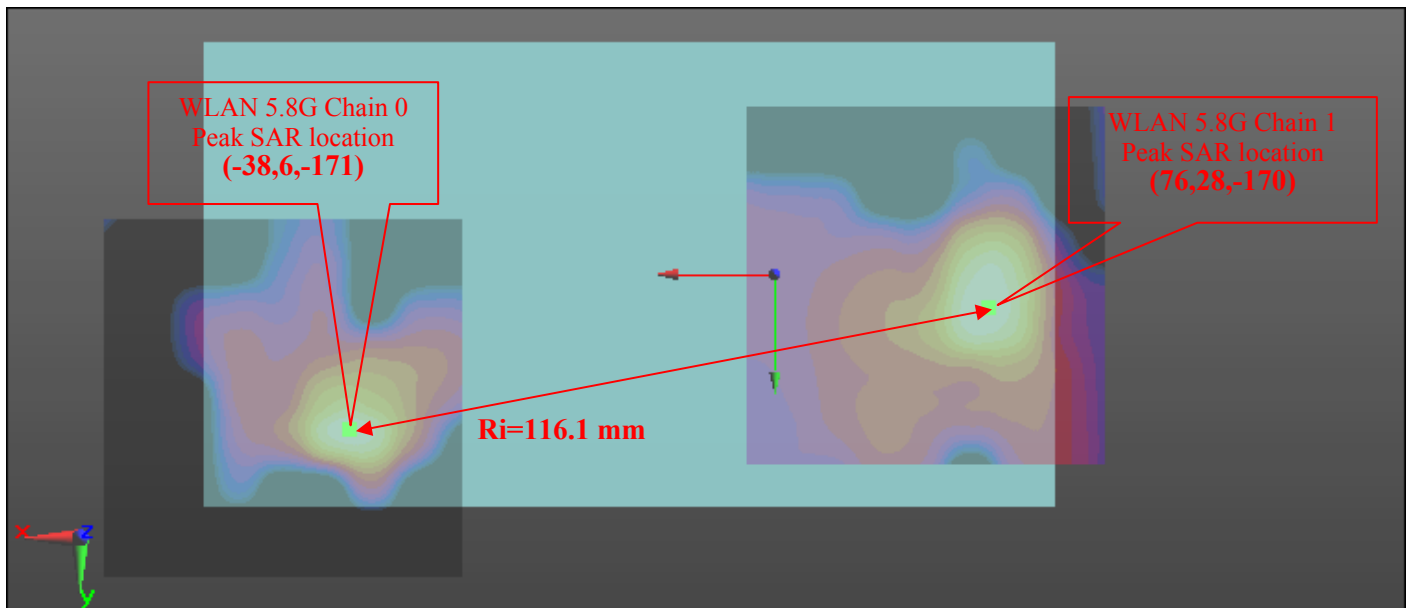 WLAN 5.8G Chain 0
Peak SAR location
(-38,6,-171)
WLAN 5.8G Chain 1
Peak SAR location
(76,28,-170)
Ri=116.1 mm
x
z
y